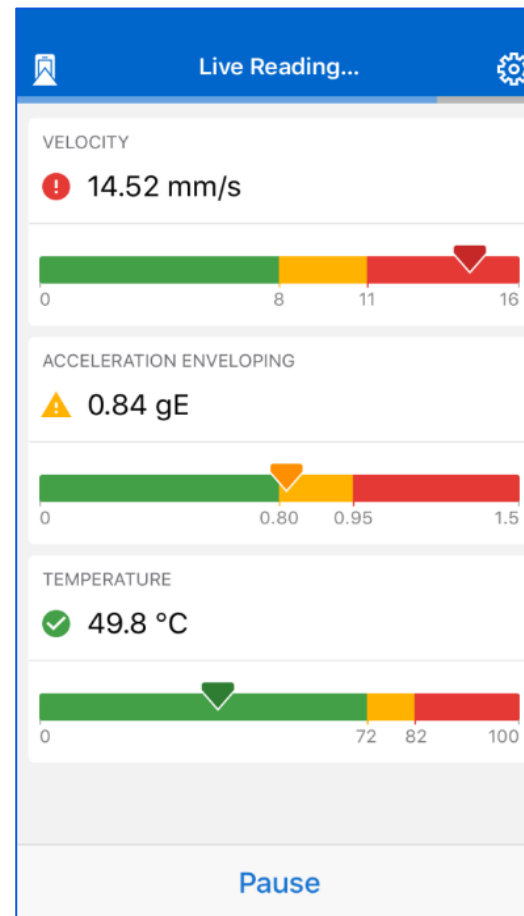 Live Reading...
VELOCITY
14.52 mm/s
0 8 11 16
ACCELERATION ENVELOPING
0.84 gE
0 0.80 0.95 1.5
TEMPERATURE
49.8 °C
0 72 82 100
Pause